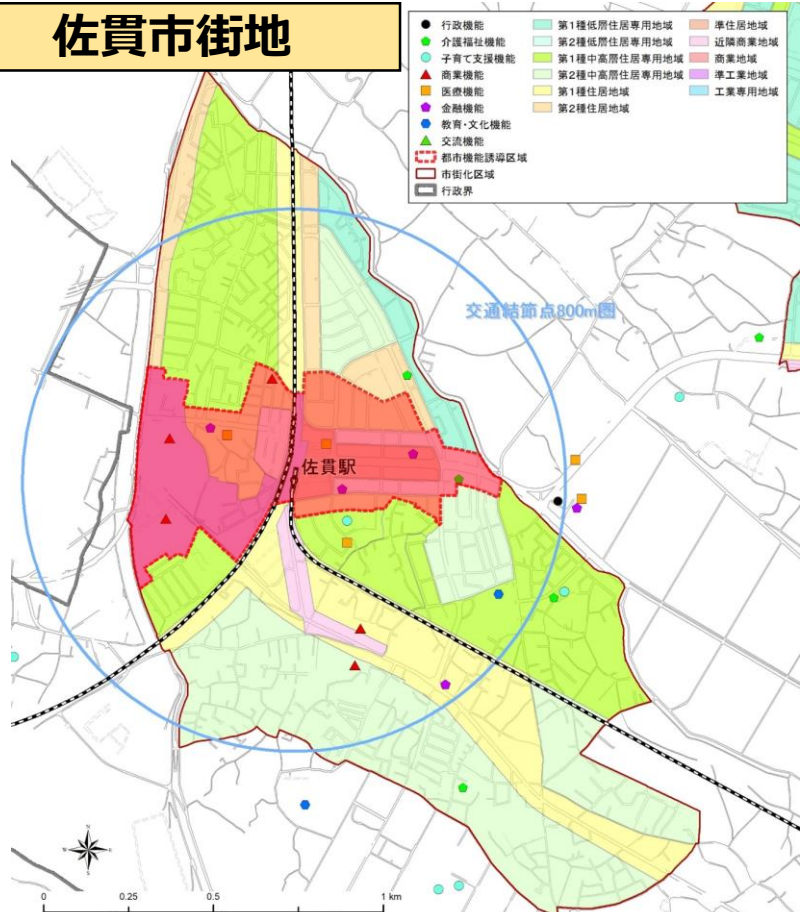 佐貫市街地
行政機能
介護福祉機能
子育て支援機能
商業機能
医療機能
金融機能
教育・文化機能
交流機能
都市機能誘導区域
市街化区域
行政界
第1種低層住居専用地域
第2種低層住居専用地域
第1種中高層住居専用地域
第2種中高層住居専用地域
第1種住居地域
第2種住居地域
準住居地域
近隣商業地域
商業地域
準工業地域
工業専用地域
交通結節点800m圏
佐貫駅
N
W E
S
0 0.25 0.5 1 km